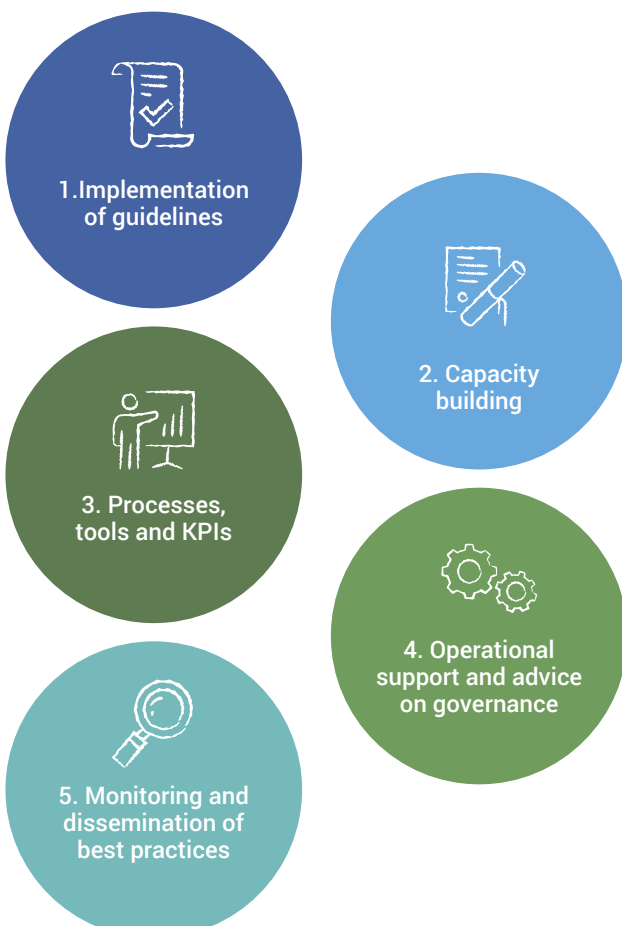 1.Implementation
of guidelines
2. Capacity
building
3. Processes,
tools and KPIs
4. Operational
support and advice
on governance
5. Monitoring and
dissemination of
best practices